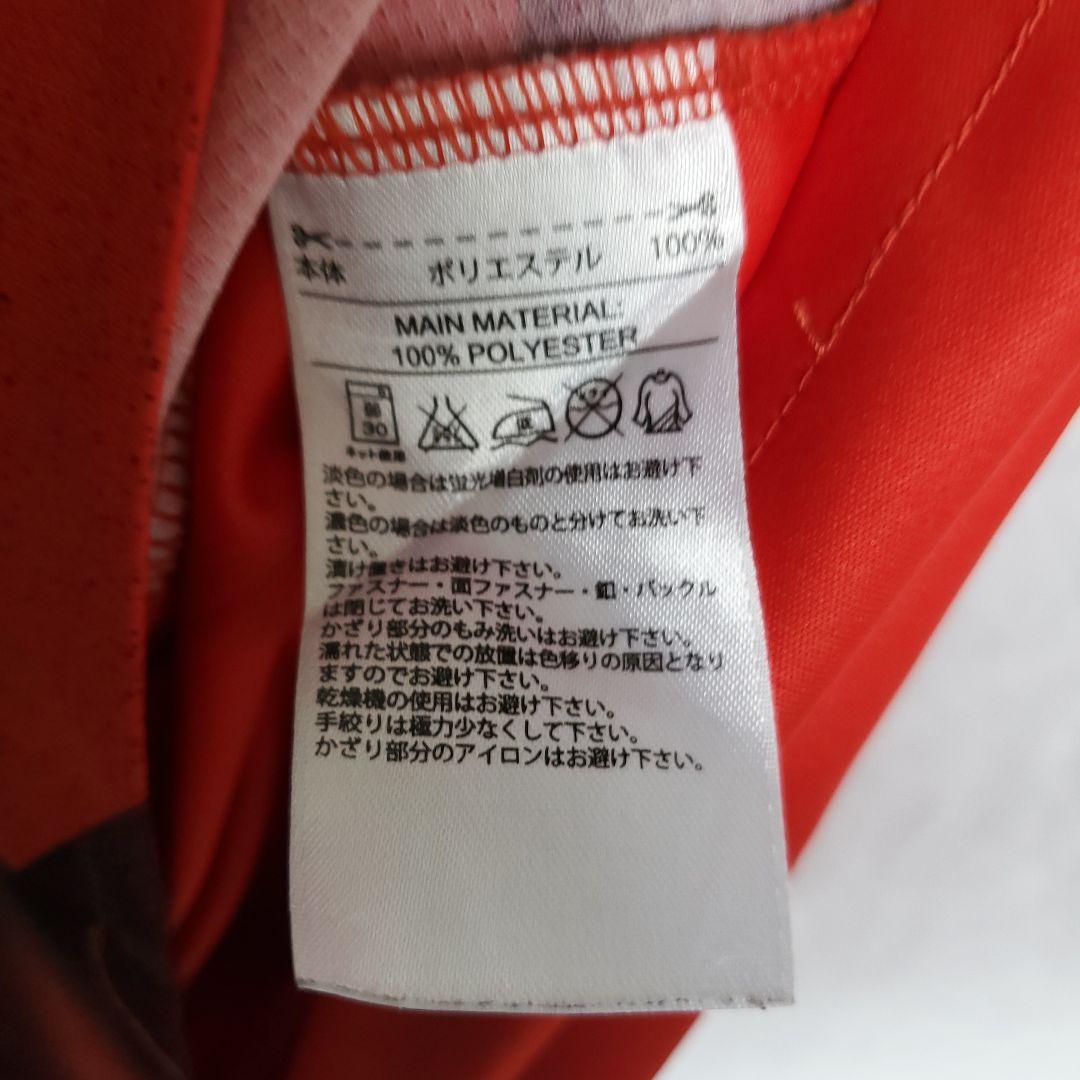 本体 ポリエステル 100%
MAIN MATERIAL:
100% POLYESTER
弱
30
低
ネット使用
淡色の場合は蛍光増白剤の使用はお避け下
さい。
濃色の場合は淡色のものと分けてお洗い下
さい。
漬け置きはお避け下さい。
ファスナー・面ファスナー・釦・バックル
は閉じてお洗い下さい。
かざり部分のもみ洗いはお避け下さい。
濡れた状態での放置は色移りの原因となり
ますのでお避け下さい。
乾燥機の使用はお避け下さい。
手絞りは極力少なくして下さい。
かざり部分のアイロンはお避け下さい。